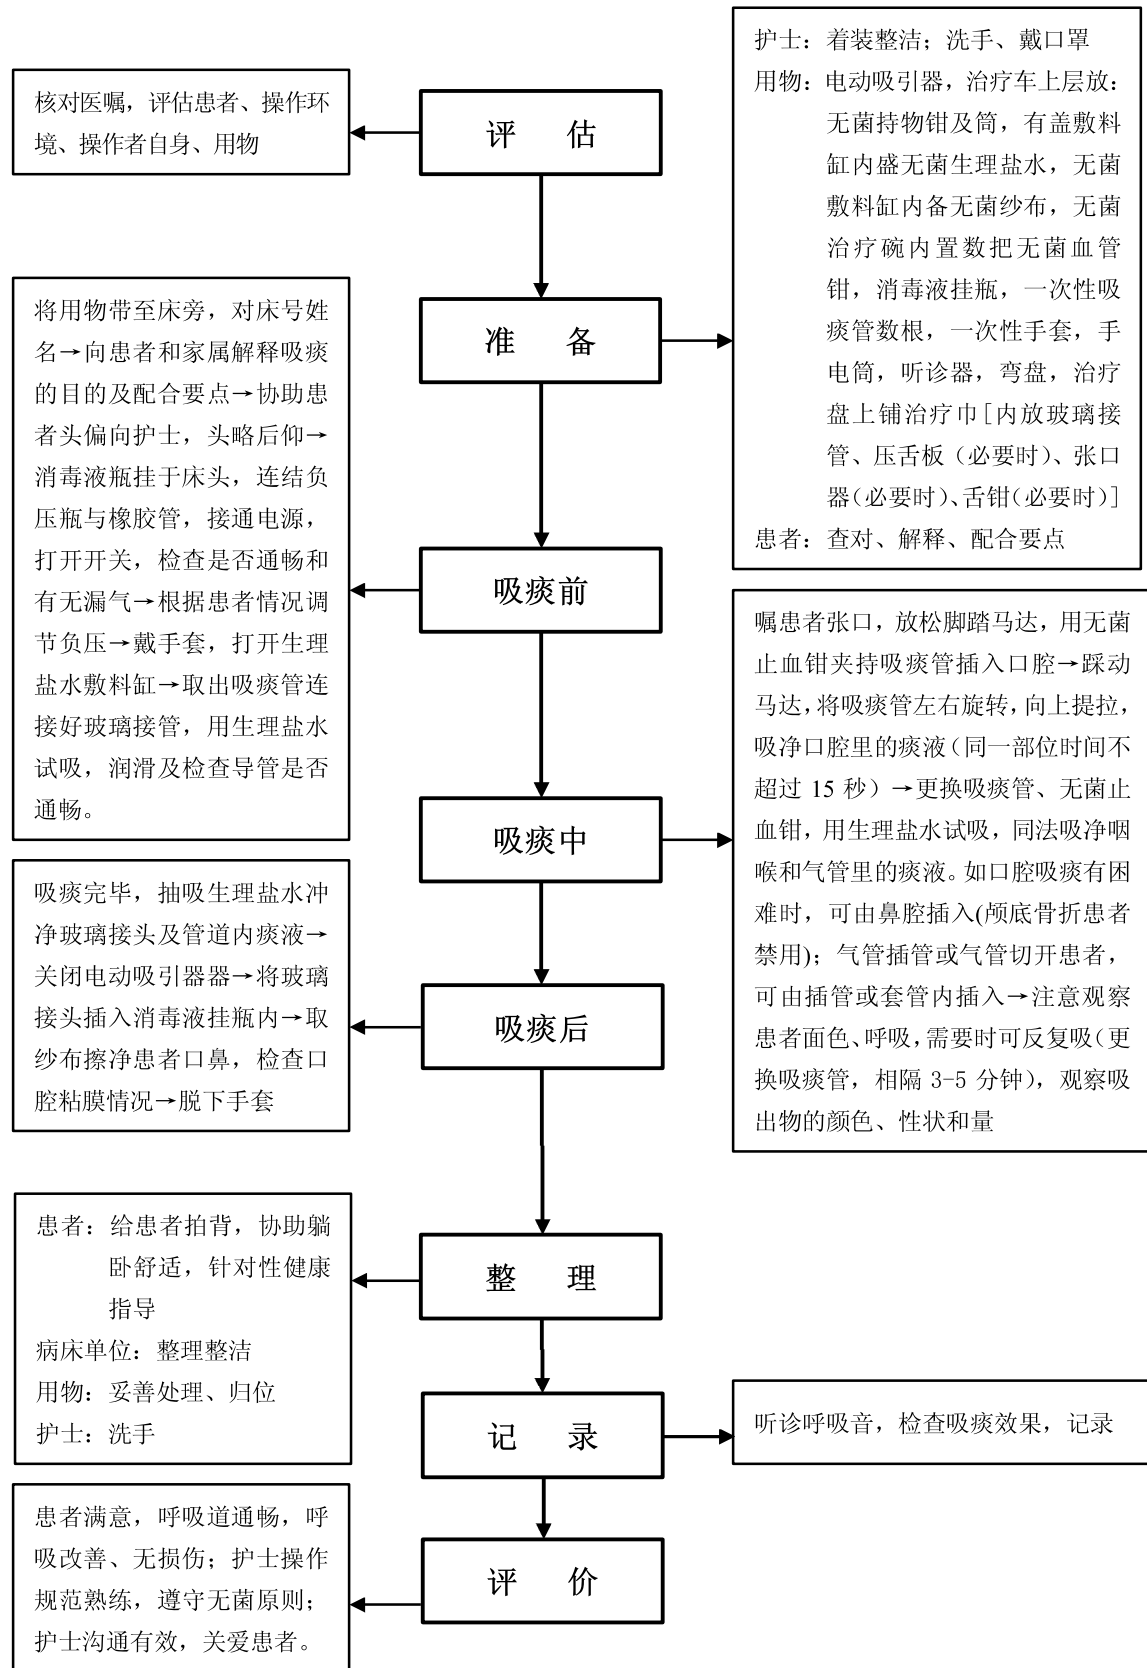 评 估
核对医嘱，评估患者、操作环
境、操作者自身、用物
准 备
护士：着装整洁；洗手、戴口罩
用物：电动吸引器，治疗车上层放：
无菌持物钳及筒，有盖敷料
缸内盛无菌生理盐水，无菌
敷料缸内备无菌纱布，无菌
治疗碗内置数把无菌血管
钳，消毒液挂瓶，一次性吸
痰管数根，一次性手套，手
电筒，听诊器，弯盘，治疗
盘上铺治疗巾[内放玻璃接
管、压舌板（必要时）、张口
器（必要时）、舌钳（必要时）]
患者：查对、解释、配合要点
吸痰前
将用物带至床旁，对床号姓
名→向患者和家属解释吸痰
的目的及配合要点→协助患
者头偏向护士，头略后仰→
消毒液瓶挂于床头，连结负
压瓶与橡胶管，接通电源，
打开开关，检查是否通畅和
有无漏气→根据患者情况调
节负压→戴手套，打开生理
盐水敷料缸→取出吸痰管连
接好玻璃接管，用生理盐水
试吸，润滑及检查导管是否
通畅。
吸痰中
嘱患者张口，放松脚踏马达，用无菌
止血钳夹持吸痰管插入口腔→踩动
马达，将吸痰管左右旋转，向上提拉，
吸净口腔里的痰液（同一部位时间不
超过 15 秒）→更换吸痰管、无菌止
血钳，用生理盐水试吸，同法吸净咽
喉和气管里的痰液。如口腔吸痰有困
难时，可由鼻腔插入(颅底骨折患者
禁用)；气管插管或气管切开患者，
可由插管或套管内插入→注意观察
患者面色、呼吸，需要时可反复吸（更
换吸痰管，相隔 3-5 分钟），观察吸
出物的颜色、性状和量
吸痰后
吸痰完毕，抽吸生理盐水冲
净玻璃接头及管道内痰液→
关闭电动吸引器器→将玻璃
接头插入消毒液挂瓶内→取
纱布擦净患者口鼻，检查口
腔粘膜情况→脱下手套
整 理
患者：给患者拍背，协助躺
卧舒适，针对性健康
指导
病床单位：整理整洁
用物：妥善处理、归位
护士：洗手
记 录
听诊呼吸音，检查吸痰效果，记录
评 价
患者满意，呼吸道通畅，呼
吸改善、无损伤；护士操作
规范熟练，遵守无菌原则；
护士沟通有效，关爱患者。